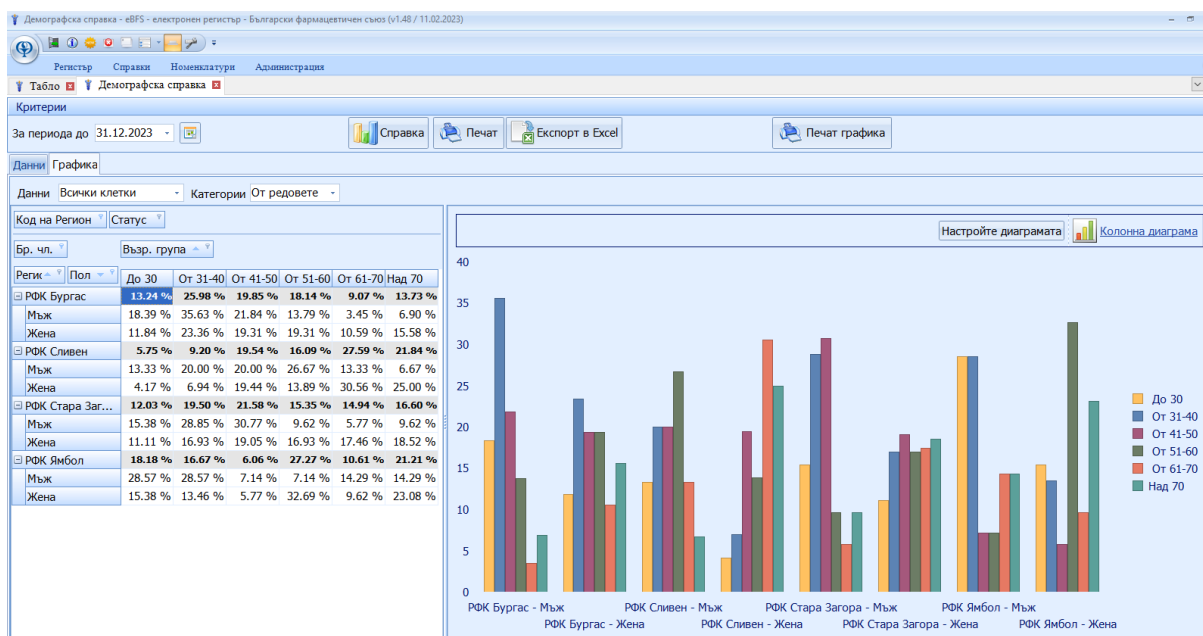 Демографска справка - eBFS - електронен регистър - Български фармацевтичен съюз (v1.48 / 11.02.2023)
Регистър Справки Номенклатури Администрация
Табло Демографска справка
Критерии
За периода до 31.12.2023 Справка Печат Експорт в Excel Печат графика
Данни Графика
Данни Всички клетки Категории От редовете
Код на Регион Статус
Настройте диаграмата Колонна диаграма
Бр. чл. Възр. група
Пол До 30 От 31-40 От 41-50 От 51-60 От 61-70 Над 70
РФК Бургас 13.24 % 25.98 % 19.85 % 18.14 % 9.07 % 13.73 %
Мъж 18.39 % 35.63 % 21.84 % 13.79 % 3.45 % 6.90 %
Жена 11.84 % 23.36 % 19.31 % 19.31 % 10.59 % 15.58 %
РФК Сливен 5.75 % 9.20 % 19.54 % 16.09 % 27.59 % 21.84 %
Мъж 13.33 % 20.00 % 20.00 % 26.67 % 13.33 % 6.67 %
Жена 4.17 % 6.94 % 19.44 % 13.89 % 30.56 % 25.00 %
РФК Стара Заг... 12.03 % 19.50 % 21.58 % 15.35 % 14.94 % 16.60 %
Мъж 15.38 % 28.85 % 30.77 % 9.62 % 5.77 % 9.62 %
Жена 11.11 % 16.93 % 19.05 % 16.93 % 17.46 % 18.52 %
РФК Ямбол 18.18 % 16.67 % 6.06 % 27.27 % 10.61 % 21.21 %
Мъж 28.57 % 28.57 % 7.14 % 7.14 % 14.29 % 14.29 %
Жена 15.38 % 13.46 % 5.77 % 32.69 % 9.62 % 23.08 %
40
35
30
25
20
15
10
5
0
РФК Бургас - Мъж РФК Сливен - Мъж РФК Стара Загора - Мъж РФК Ямбол - Мъж
РФК Бургас - Жена РФК Сливен - Жена РФК Стара Загора - Жена РФК Ямбол - Жена
До 30
От 31-40
От 41-50
От 51-60
От 61-70
Над 70